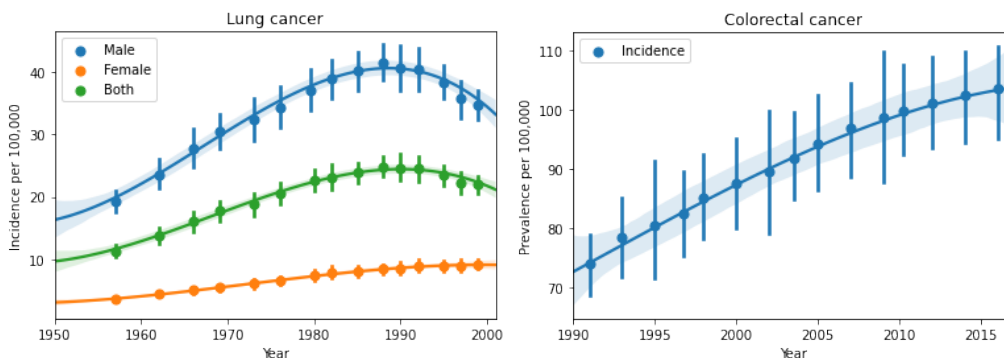 Lung cancer
Male
Female
Both
Incidence per 100,000
40
30
20
10
1950
1960
1970
1980
1990
2000
Year
Colorectal cancer
Incidence
Prevalence per 100,000
110
100
90
80
70
1990
1995
2000
2005
2010
2015
Year